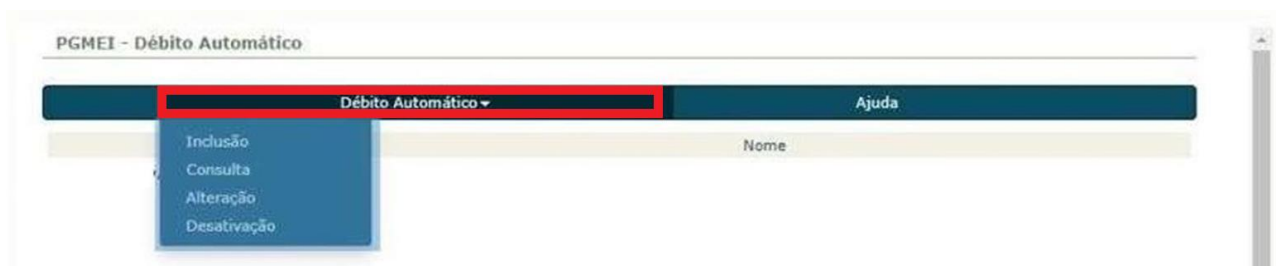 PGMEI - Débito Automático
Débito Automático Ajuda
Nome
Inclusão
Consulta
Alteração
Desativação